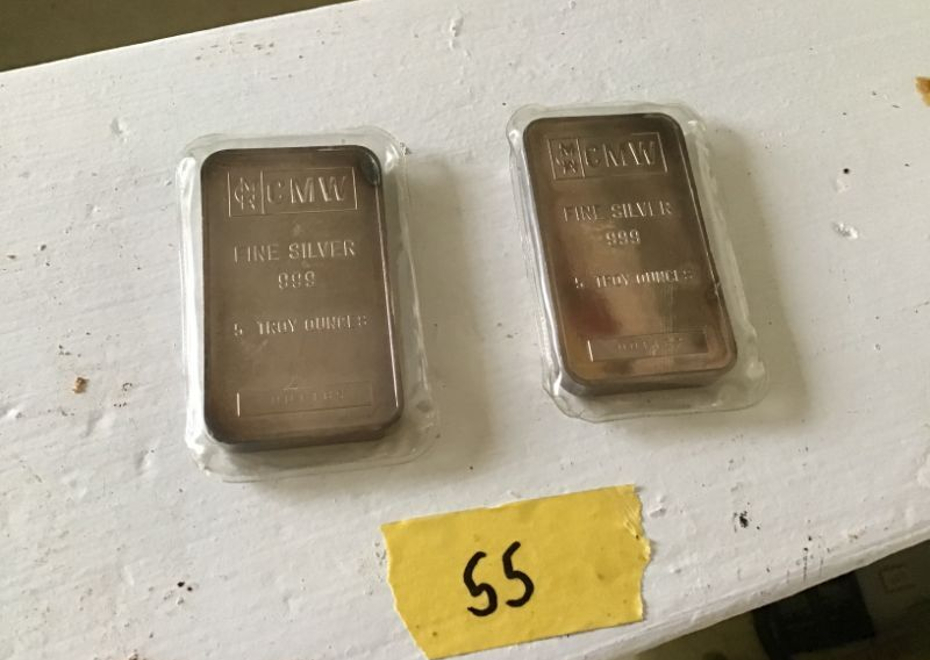 CMW
FINE SILVER
999
5 TROY OUNCES
CMW
FINE SILVER
999
5 TROY OUNCES
55